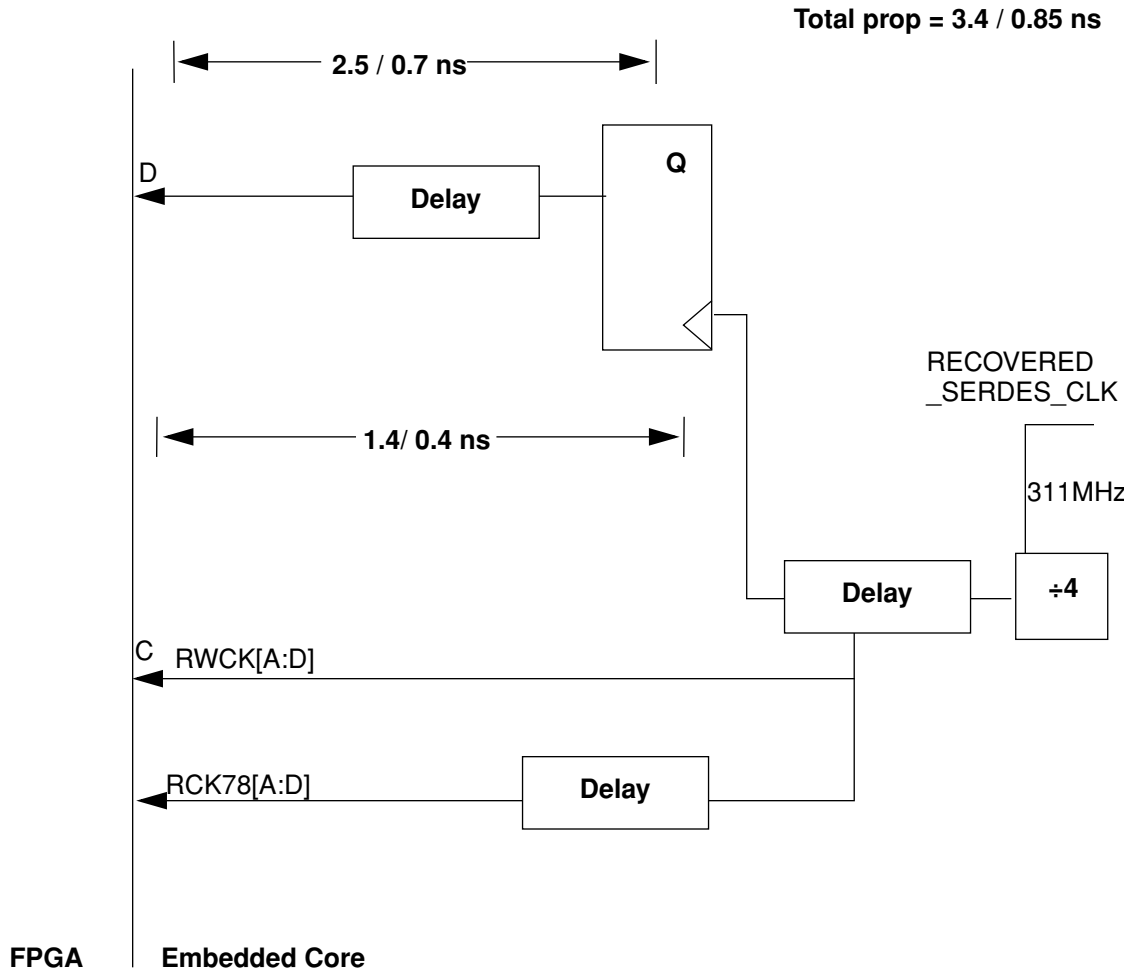 Total prop = 3.4 / 0.85 ns
2.5 / 0.7 ns
Q
D
Delay
RECOVERED
_SERDES_CLK
1.4/ 0.4 ns
311MHz
Delay
÷4
C
RWCK[A:D]
RCK78[A:D]
Delay
FPGA
Embedded Core